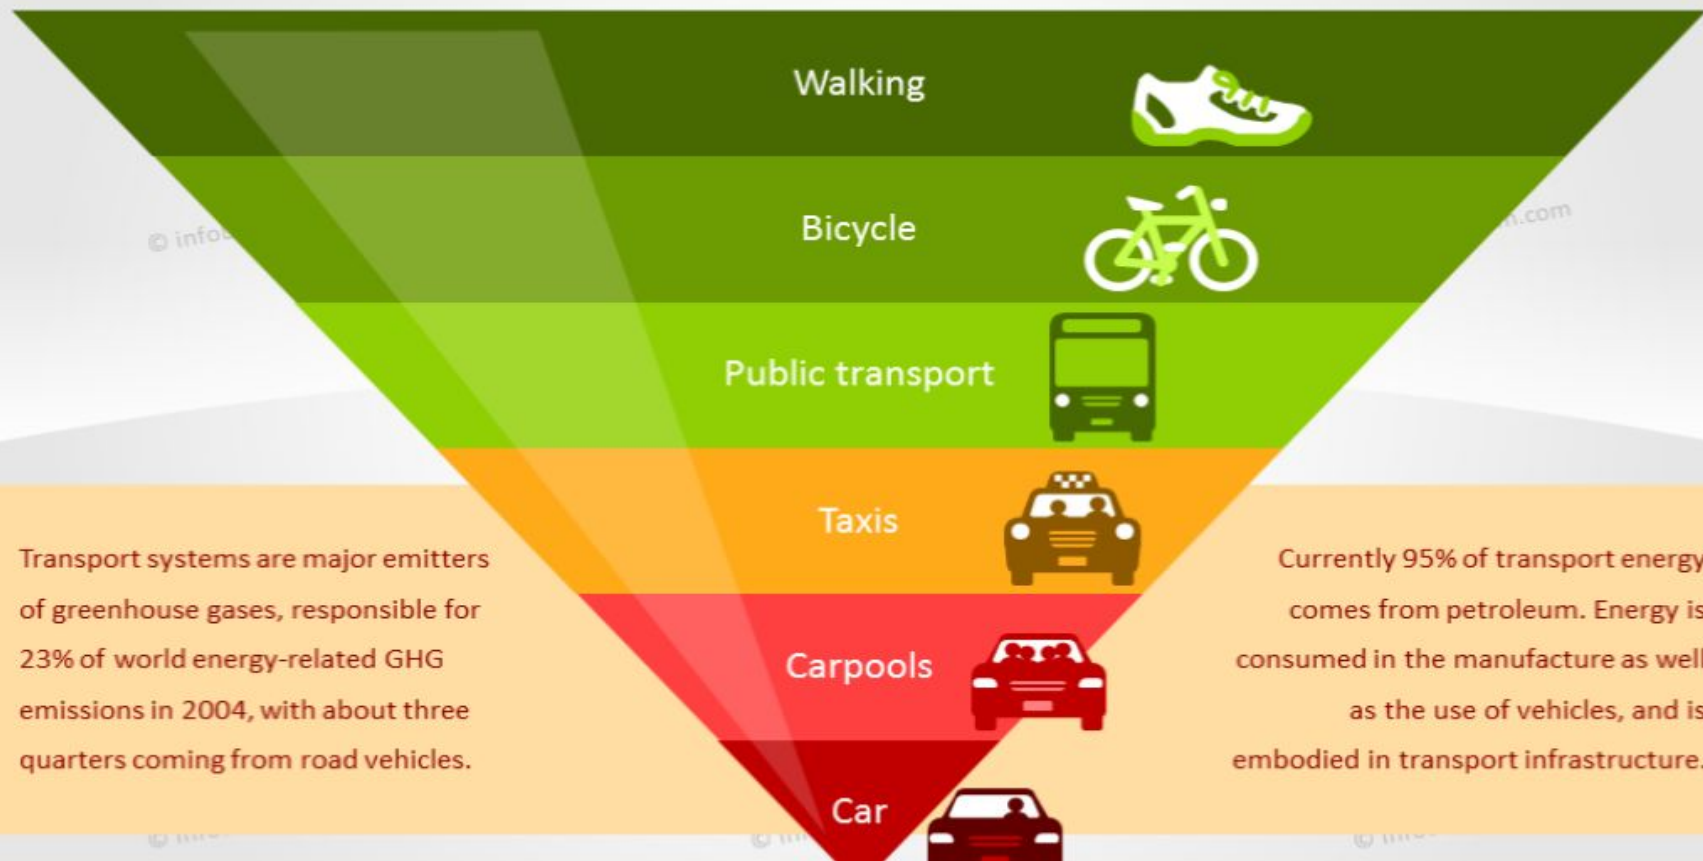 Walking
Bicycle
Public transport
Taxis
Carpools
Car
Transport systems are major emitters
of greenhouse gases, responsible for
23% of world energy-related GHG
emissions in 2004, with about three
quarters coming from road vehicles.
Currently 95% of transport energy
comes from petroleum. Energy is
consumed in the manufacture as well
as the use of vehicles, and is
embodied in transport infrastructure.